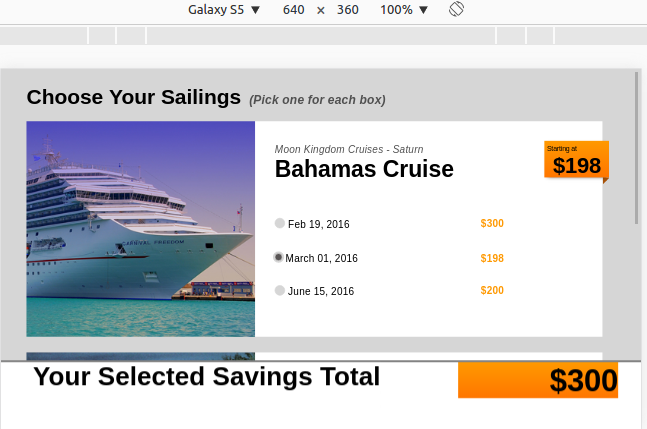 Galaxy S5 ▼ 640 × 360 100% ▼
Choose Your Sailings (Pick one for each box)
Moon Kingdom Cruises - Saturn
Bahamas Cruise
Starting at
$198
CARNIVAL FREEDOM
Feb 19, 2016 $300
March 01, 2016 $198
June 15, 2016 $200
Your Selected Savings Total $300